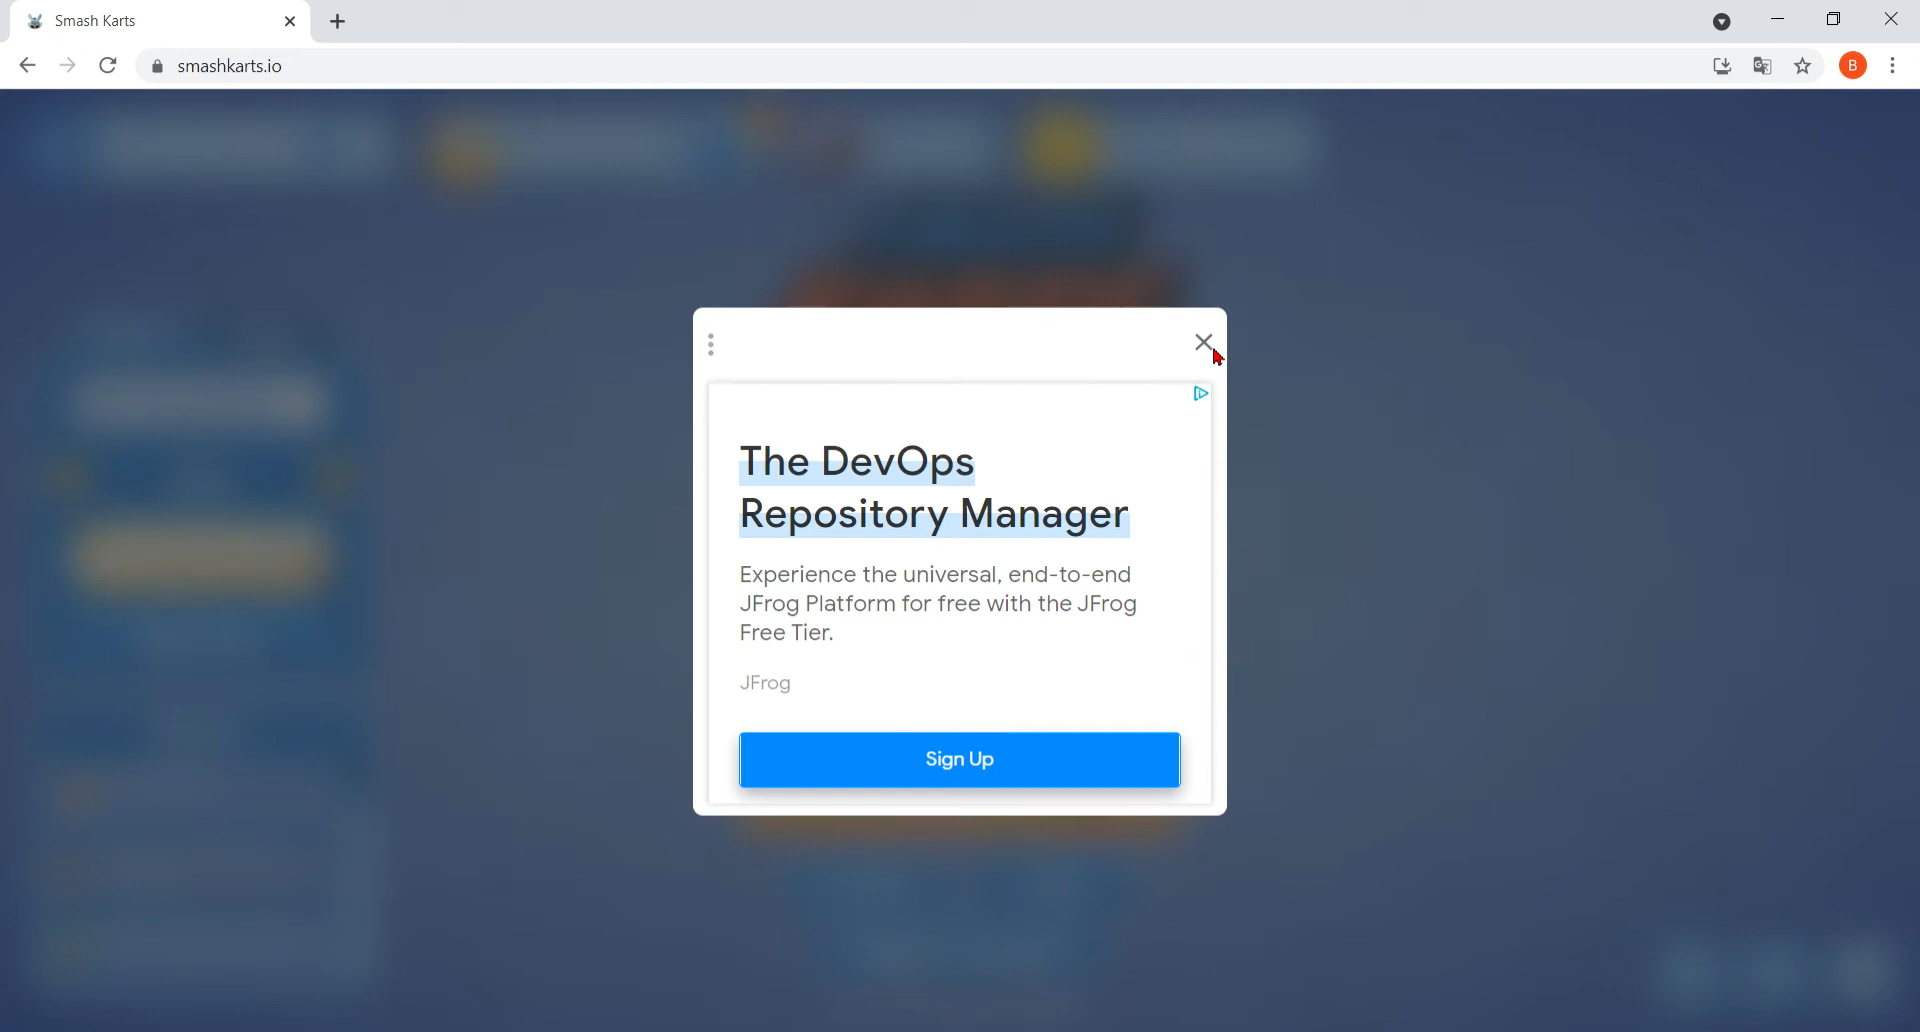 Smash Karts
smashkarts.io
B
The DevOps
Repository Manager
Experience the universal, end-to-end
JFrog Platform for free with the JFrog
Free Tier.
JFrog
Sign Up